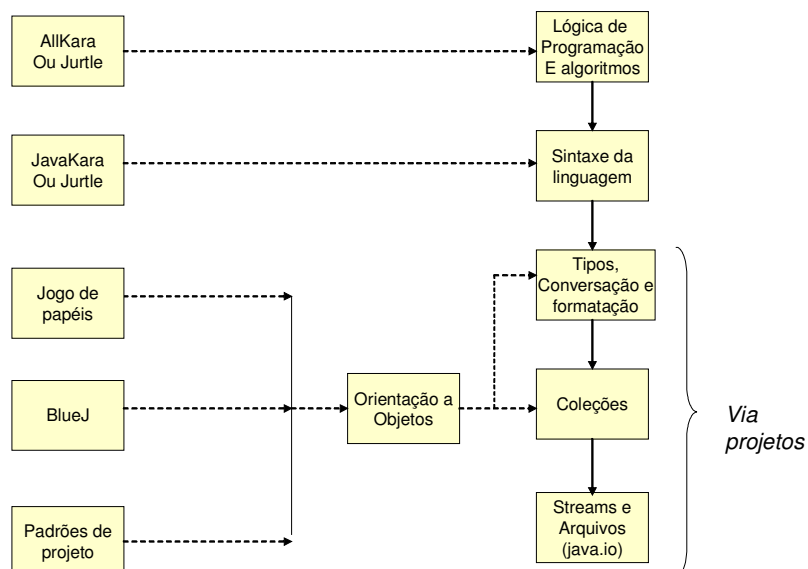 AllKara
Ou Jurtle
Lógica de
Programação
E algoritmos
JavaKara
Ou Jurtle
Sintaxe da
linguagem
Tipos,
Conversação e
formatação
Jogo de
papéis
BlueJ
Orientação a
Objetos
Coleções
Via
projetos
Padrões de
projeto
Streams e
Arquivos
(java.io)